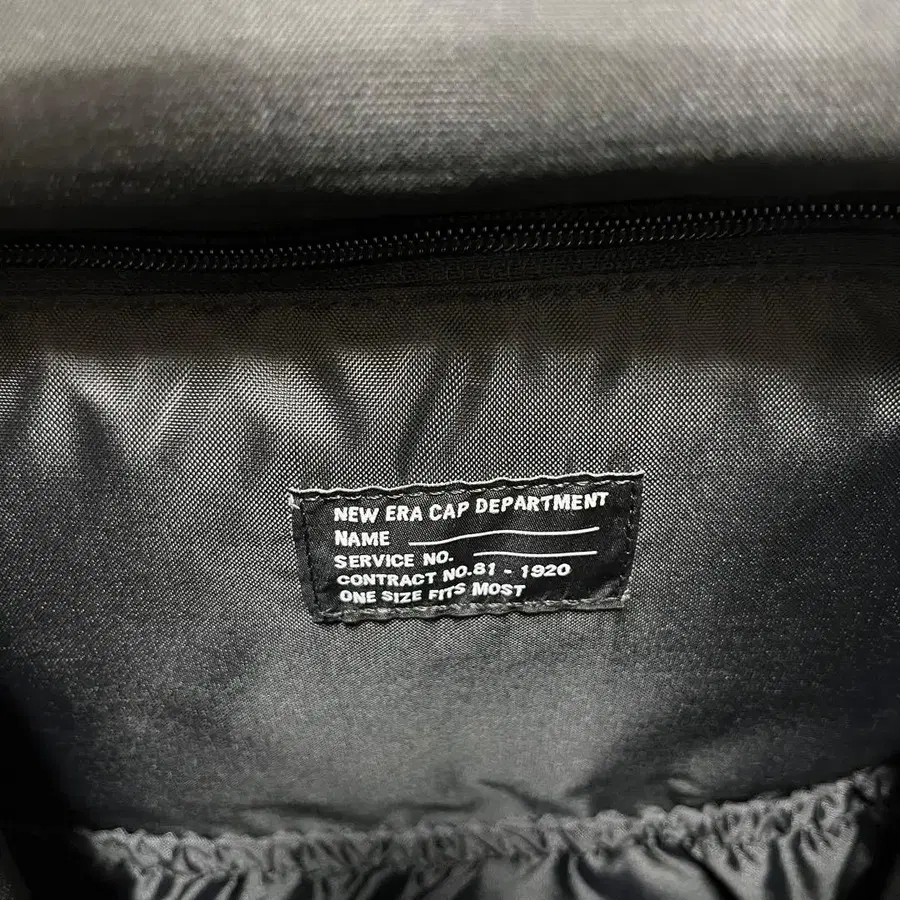 NEW ERA CAP DEPARTMENT
NAME
SERVICE NO.
CONTRACT NO.81 - 1920
ONE SIZE FITS MOST